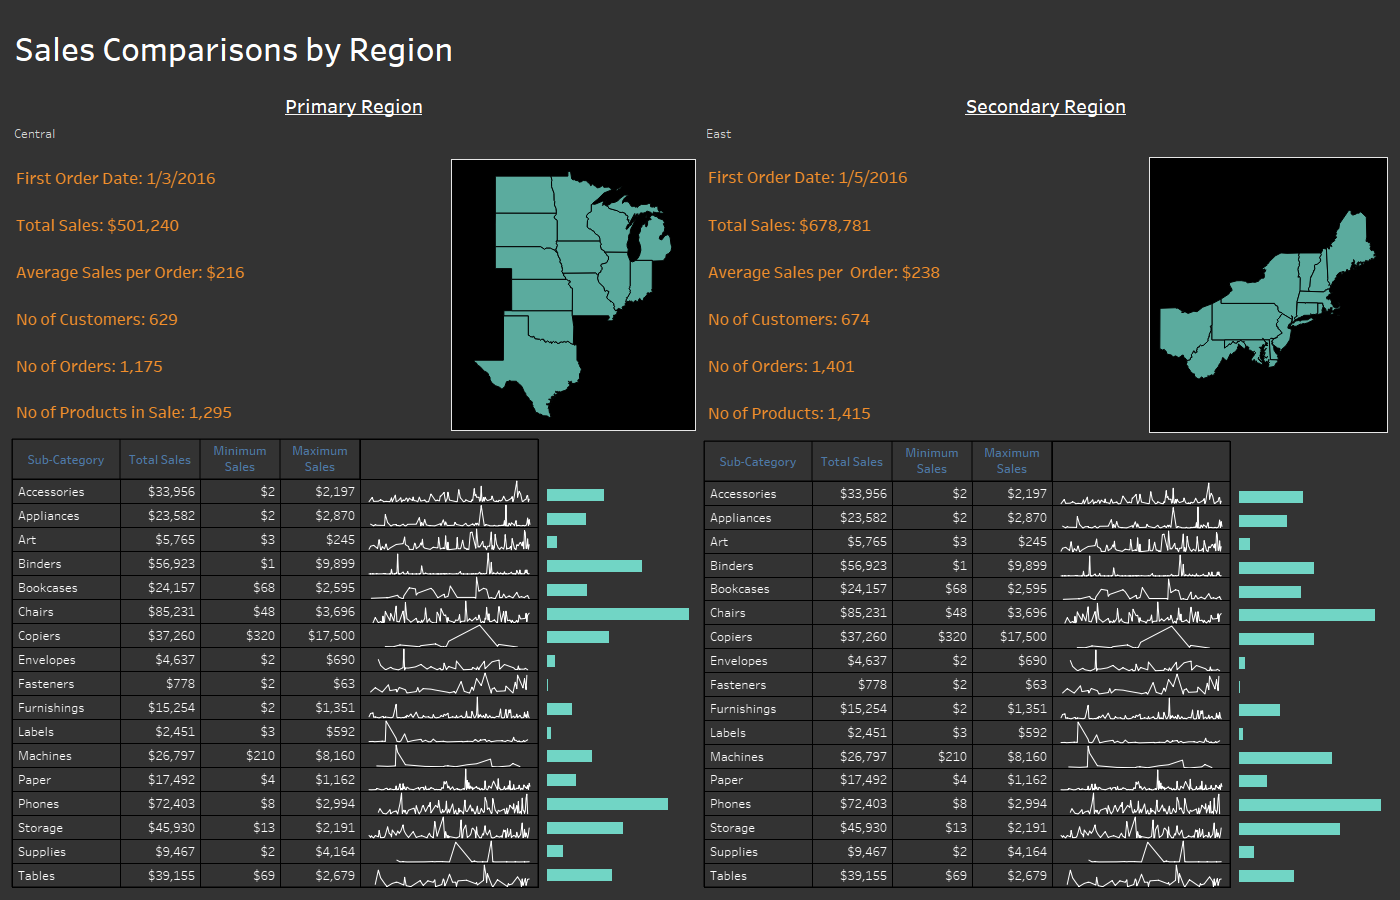 Sales Comparisons by Region
Primary Region
Central
First Order Date: 1/3/2016
Total Sales: $501,240
Average Sales per Order: $216
No of Customers: 629
No of Orders: 1,175
No of Products in Sale: 1,295
Sub-Category Total Sales Minimum Sales Maximum Sales
Accessories $33,956 $2 $2,197
Appliances $23,582 $2 $2,870
Art $5,765 $3 $245
Binders $56,923 $1 $9,899
Bookcases $24,157 $68 $2,595
Chairs $85,231 $48 $3,696
Copiers $37,260 $320 $17,500
Envelopes $4,637 $2 $690
Fasteners $778 $2 $63
Furnishings $15,254 $2 $1,351
Labels $2,451 $3 $592
Machines $26,797 $210 $8,160
Paper $17,492 $4 $1,162
Phones $72,403 $8 $2,994
Storage $45,930 $13 $2,191
Supplies $9,467 $2 $4,164
Tables $39,155 $69 $2,679
Secondary Region
East
First Order Date: 1/5/2016
Total Sales: $678,781
Average Sales per  Order: $238
No of Customers: 674
No of Orders: 1,401
No of Products: 1,415
Sub-Category Total Sales Minimum Sales Maximum Sales
Accessories $33,956 $2 $2,197
Appliances $23,582 $2 $2,870
Art $5,765 $3 $245
Binders $56,923 $1 $9,899
Bookcases $24,157 $68 $2,595
Chairs $85,231 $48 $3,696
Copiers $37,260 $320 $17,500
Envelopes $4,637 $2 $690
Fasteners $778 $2 $63
Furnishings $15,254 $2 $1,351
Labels $2,451 $3 $592
Machines $26,797 $210 $8,160
Paper $17,492 $4 $1,162
Phones $72,403 $8 $2,994
Storage $45,930 $13 $2,191
Supplies $9,467 $2 $4,164
Tables $39,155 $69 $2,679